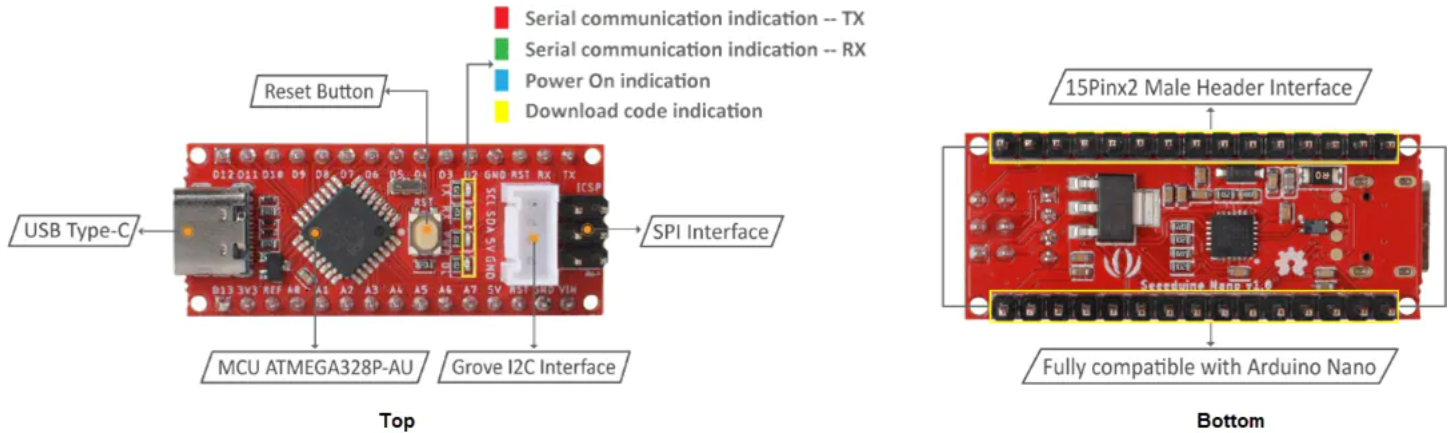 Serial communication indication -- TX
Serial communication indication -- RX
Power On indication
Download code indication
Reset Button
15Pinx2 Male Header Interface
D12 D11 D10 D9 D8 D7 D6 D5 D4 D3 D2 GND RST RX TX
ICSP
RST
SCL SDA 5V GND
USB Type-C
SPI Interface
D13 3V3 REF A0 A1 A2 A3 A4 A5 A6 A7 5V RST GND VIN
Seeeduino Nano v1.0
MCU ATMEGA328P-AU
Grove I2C Interface
Fully compatible with Arduino Nano
Top
Bottom